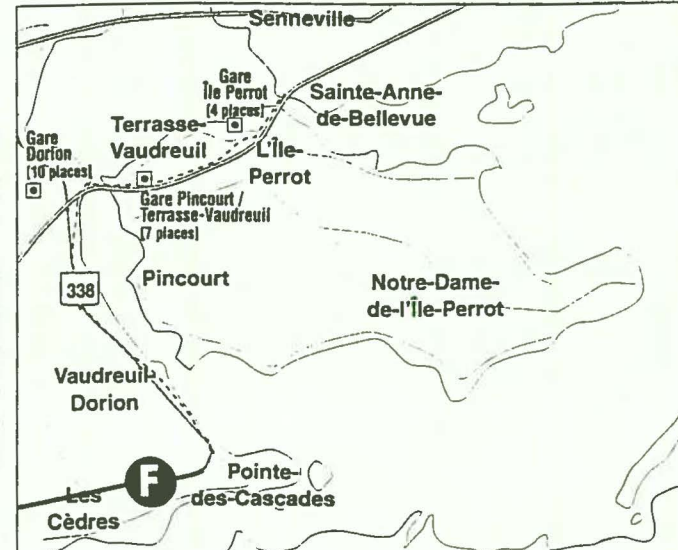 Senneville
Gare
Île Perrot
[4 places]
Sainte-Anne-
de-Bellevue
Terrasse-
Vaudreuil
Gare
Dorion
[10 places]
L'Île-
Perrot
Gare Pincourt /
Terrasse-Vaudreuil
[7 places]
Pincourt
338
Notre-Dame-
de-l'Île-Perrot
Vaudreuil-
Dorion
F
Pointe-
des-Cascades
Les
Cèdres